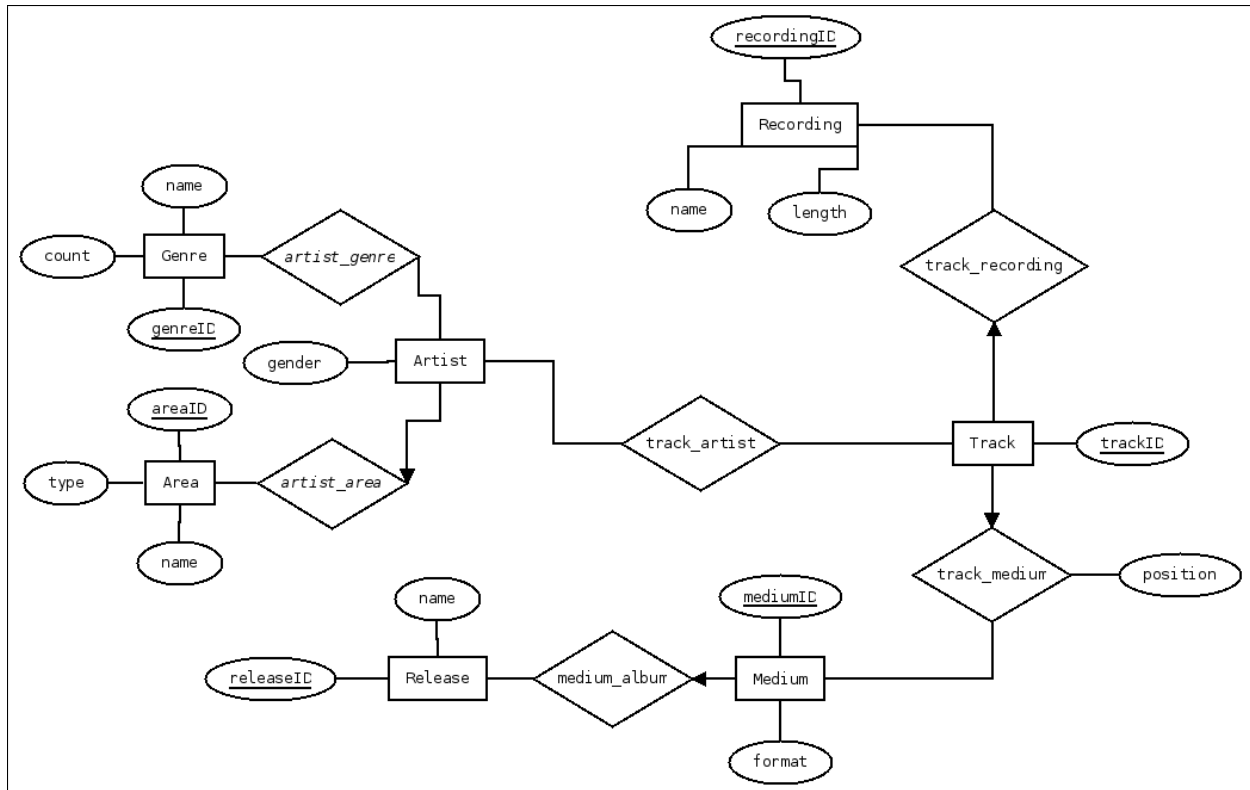 recordingID
Recording
name
length
track_recording
name
count
Genre
artist_genre
genreID
gender
Artist
areaID
type
Area
artist_area
name
track_artist
Track
trackID
track_medium
position
name
mediumID
releaseID
Release
medium_album
Medium
format